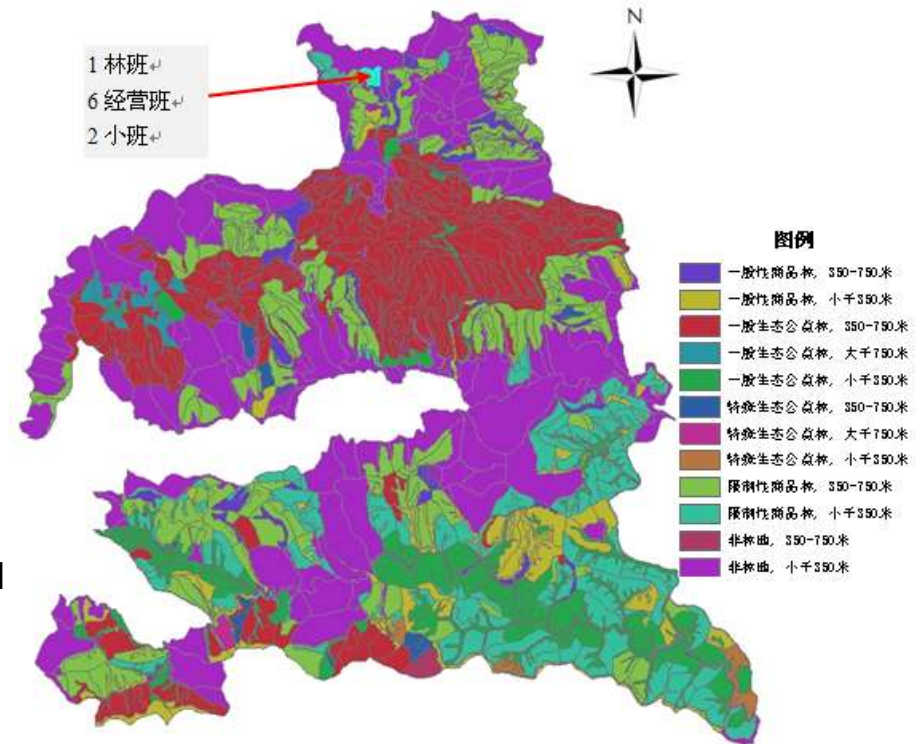 N
1 林班
6 经营班
2 小班
图例
一般性商品林, 350-750米
一般性商品林, 小于350米
一般生态公益林, 350-750米
一般生态公益林, 大于750米
一般生态公益林, 小于350米
特殊生态公益林, 350-750米
特殊生态公益林, 大于750米
特殊生态公益林, 小于350米
限制性商品林, 350-750米
限制性商品林, 小于350米
非林地, 350-750米
非林地, 小于350米